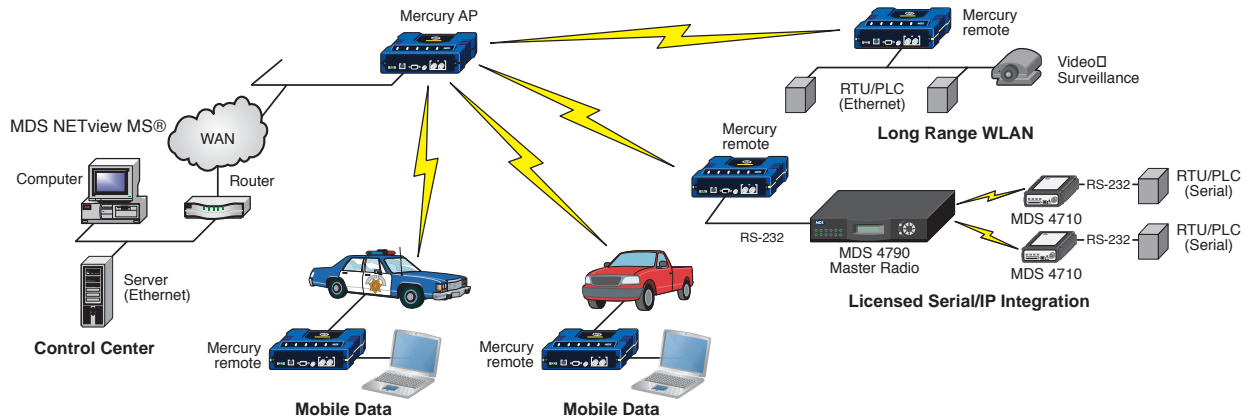 Mercury AP
Mercury
remote
Video□
Surveillance
RTU/PLC
(Ethernet)
Long Range WLAN
MDS NETview MS®
WAN
Computer
Router
Server
(Ethernet)
Control Center
Mercury
remote
RS-232
MDS
MDS 4790
Master Radio
RS-232
RTU/PLC
(Serial)
MDS 4710
RS-232
RTU/PLC
(Serial)
MDS 4710
Licensed Serial/IP Integration
Mercury
remote
Mobile Data
Mercury
remote
Mobile Data